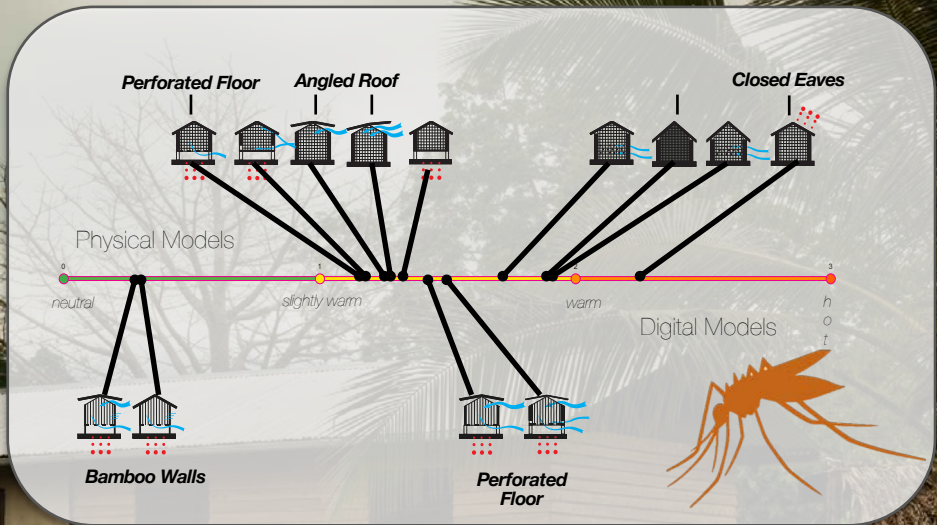 Perforated Floor
Angled Roof
Closed Eaves
Physical Models
0
1
2
3
neutral
slightly warm
warm
hot
Digital Models
Bamboo Walls
Perforated
Floor